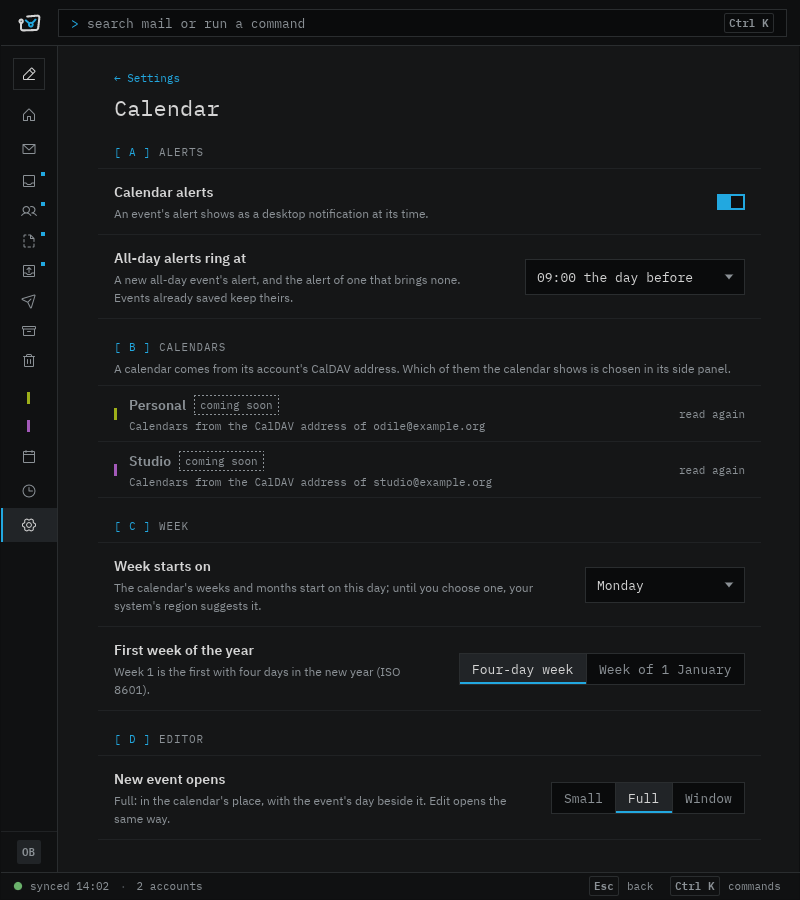 > search mail or run a command Ctrl K
← Settings
Calendar
[ A ] ALERTS
Calendar alerts
An event's alert shows as a desktop notification at its time.
All-day alerts ring at
A new all-day event's alert, and the alert of one that brings none.
Events already saved keep theirs.
09:00 the day before
[ B ] CALENDARS
A calendar comes from its account's CalDAV address. Which of them the calendar shows is chosen in its side panel.
Personal coming soon
Calendars from the CalDAV address of odile@example.org
read again
Studio coming soon
Calendars from the CalDAV address of studio@example.org
read again
[ C ] WEEK
Week starts on
The calendar's weeks and months start on this day; until you choose one, your
system's region suggests it.
Monday
First week of the year
Week 1 is the first with four days in the new year (ISO
8601).
Four-day week Week of 1 January
[ D ] EDITOR
New event opens
Full: in the calendar's place, with the event's day beside it. Edit opens the
same way.
Small Full Window
OB
synced 14:02 · 2 accounts Esc back Ctrl K commands